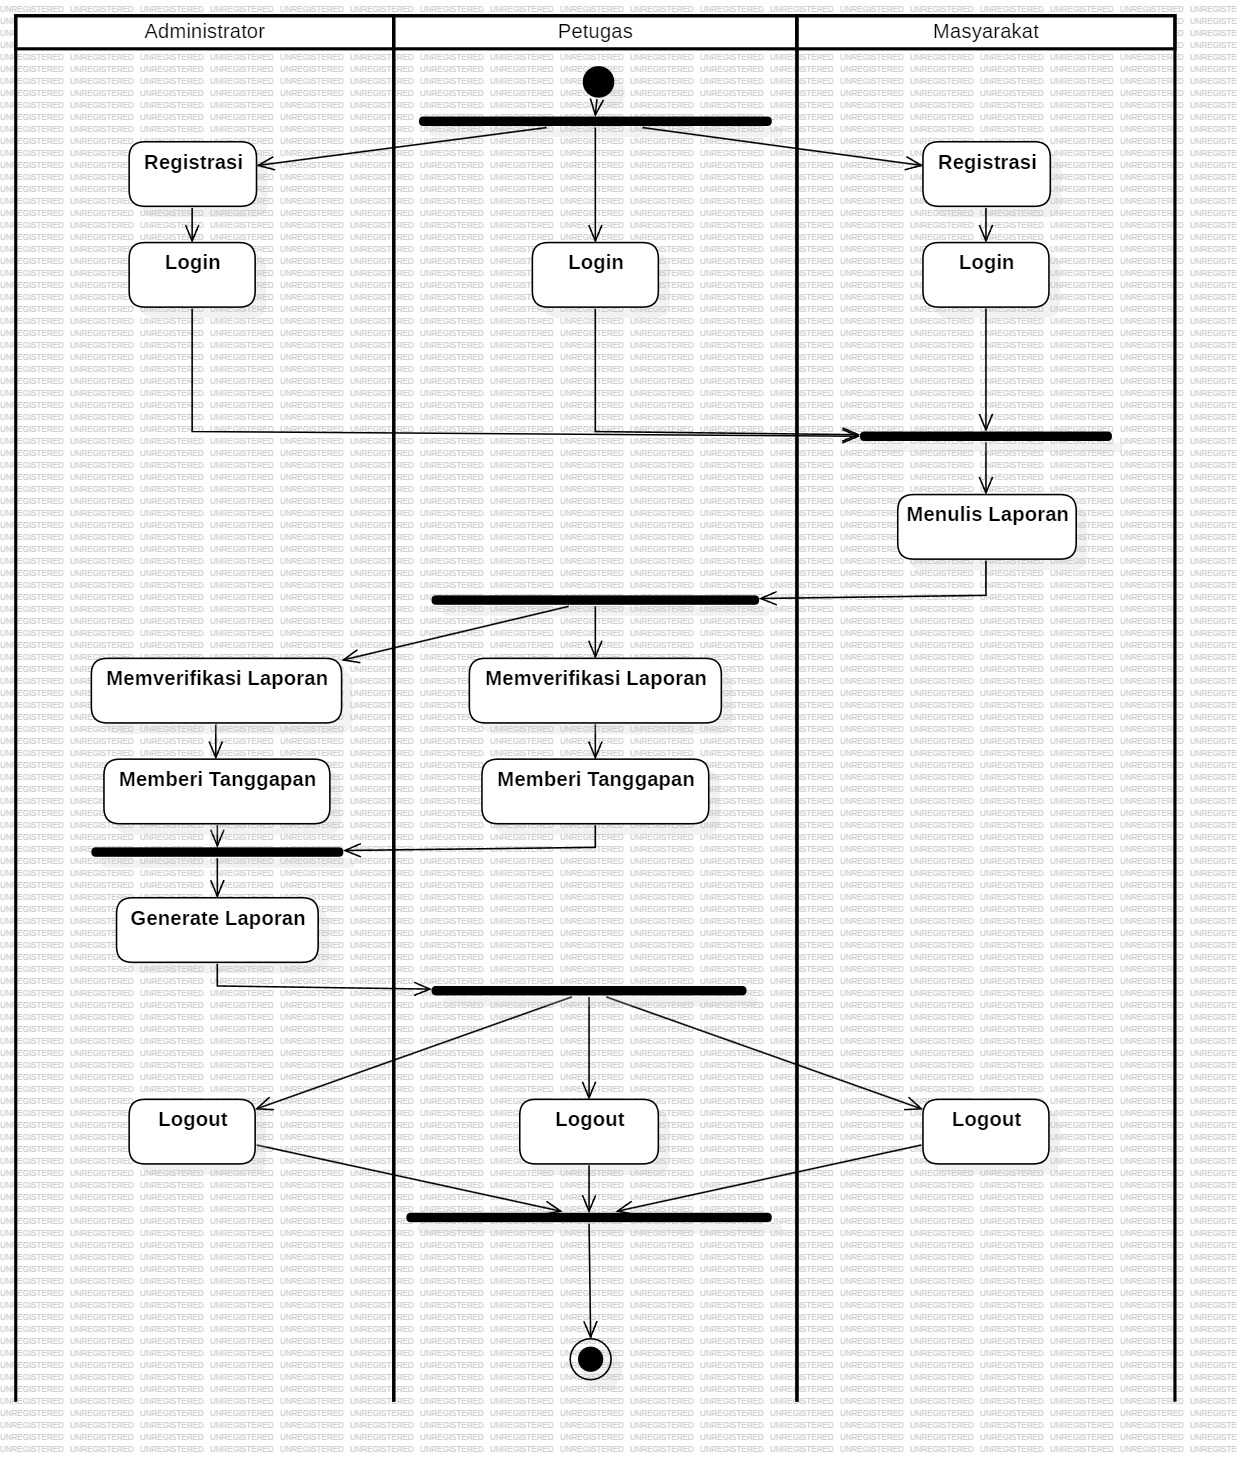 Administrator Petugas Masyarakat
Registrasi Registrasi
Login Login Login
Menulis Laporan
Memverifikasi Laporan Memverifikasi Laporan
Memberi Tanggapan Memberi Tanggapan
Generate Laporan
Logout Logout Logout
UNREGISTERED